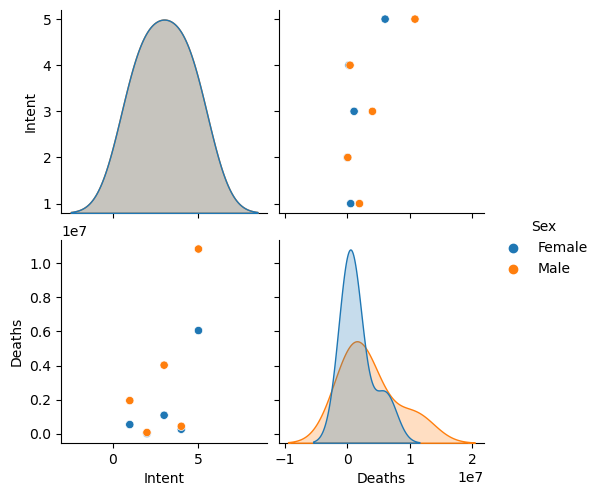 5
4
3
2
1
Intent
1e7
1.0
0.8
0.6
0.4
0.2
0.0
Deaths
0 5
Intent
−1 0 1 2
1e7
Deaths
Sex
Female
Male